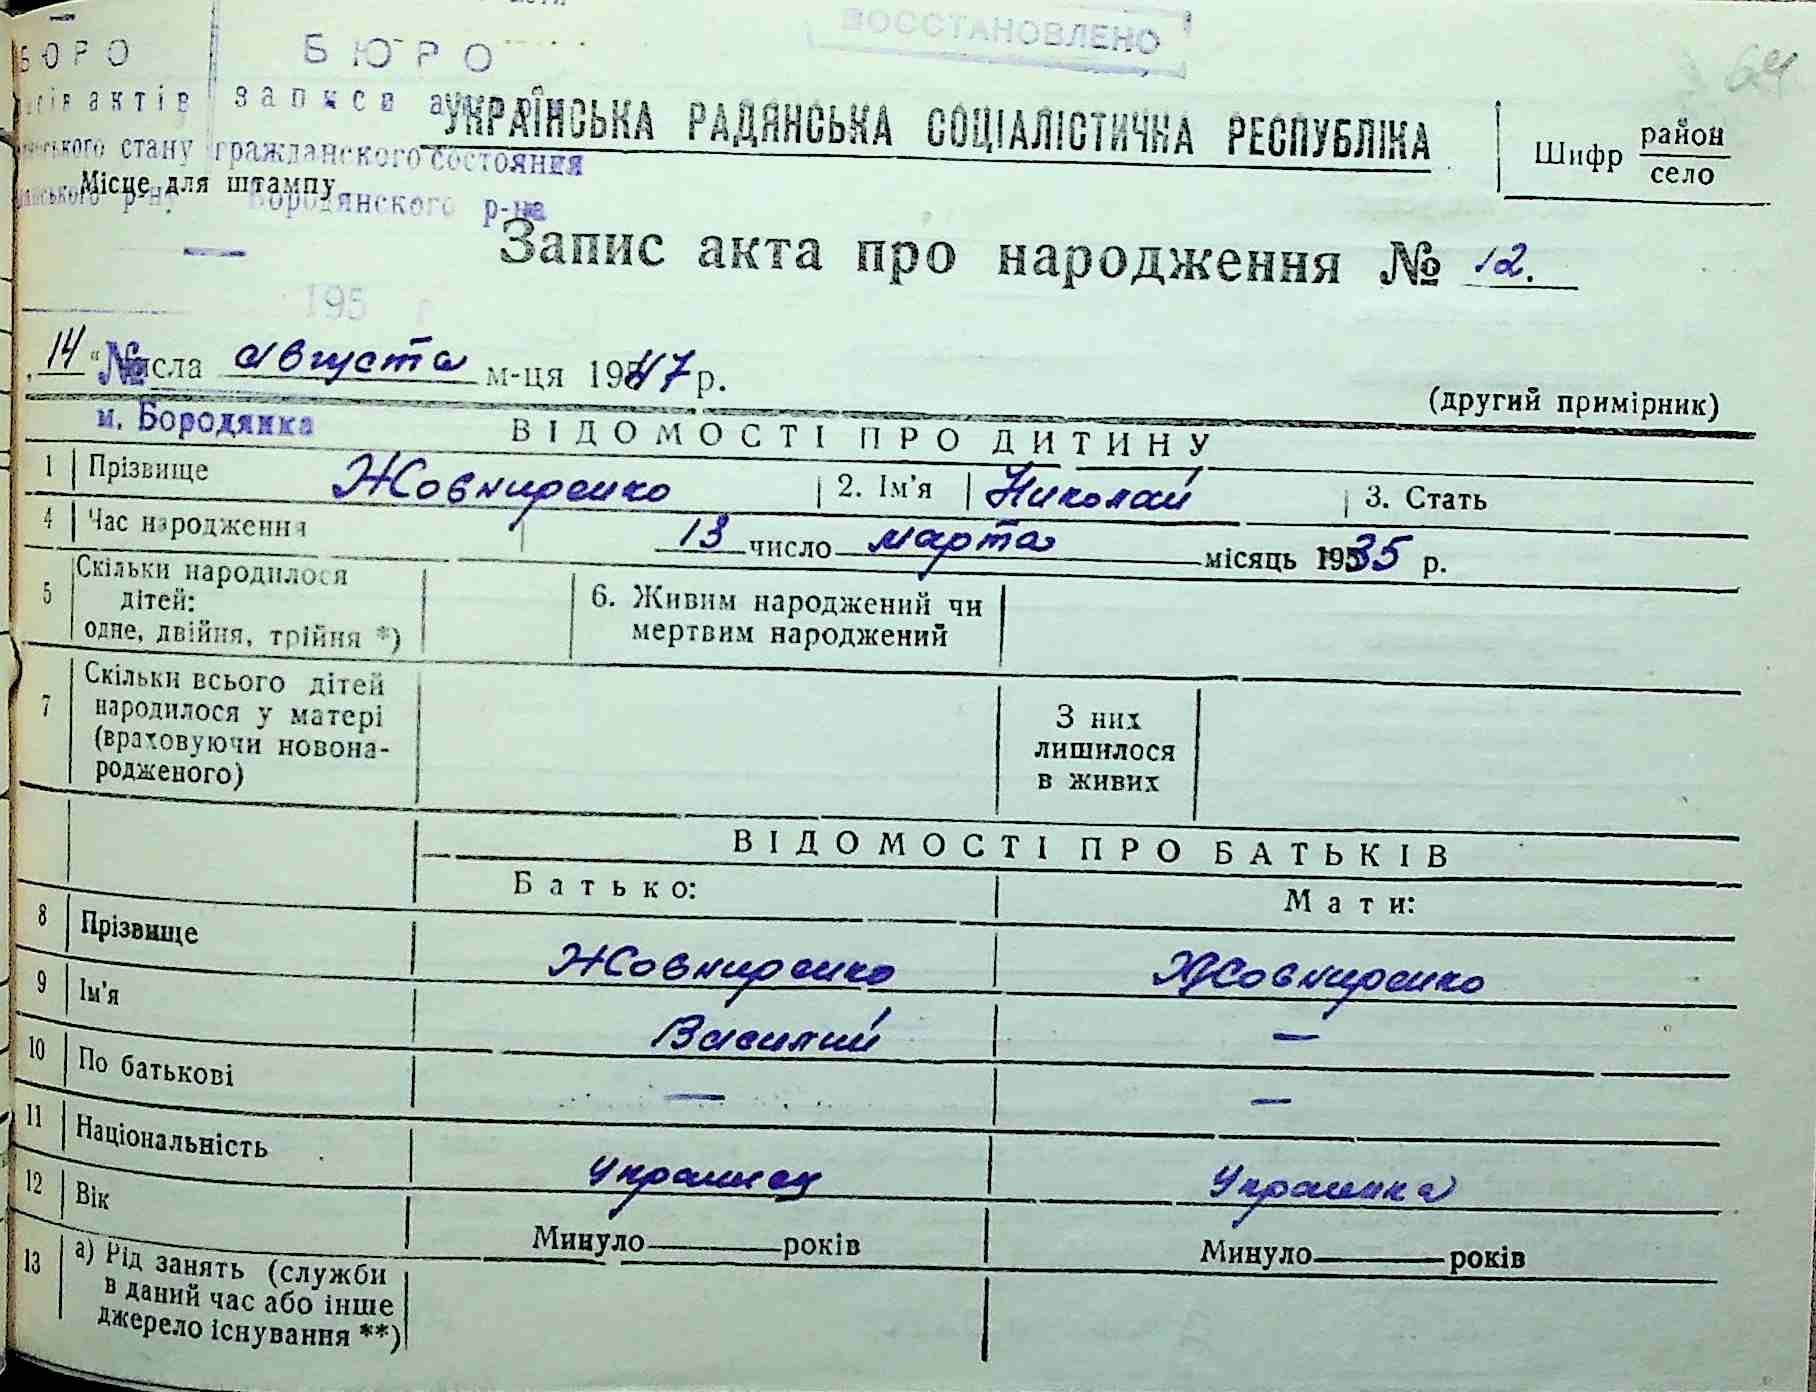 ВОССТАНОВЛЕНО
64
БЮРО БЮРО
актів записи
стану гражданского состояния
Місце для штампу
р-ну Бородянского р-на
УКРАЇНСЬКА РАДЯНСЬКА СОЦІАЛІСТИЧНА РЕСПУБЛІКА
Шифр район
село
Запис акта про народження № 12.
195 г
14 " числа августа м-ця 1947 р.
№
(другий примірник)
м. Бородянка
ВІДОМОСТІ ПРО ДИТИНУ
1 Прізвище Жовниренко 2. Ім'я Николай 3. Стать
4 Час народження 13 число марта місяць 1935 р.
5 Скільки народилося дітей: одне, двійня, трійня *) 6. Живим народжений чи мертвим народжений
7 Скільки всього дітей народилося у матері (враховуючи новонародженого) З них лишилося в живих
ВІДОМОСТІ ПРО БАТЬКІВ
Батько: Мати:
8 Прізвище Жовниренко Жовниренко
9 Ім'я Василий —
10 По батькові — —
11 Національність украинец украинка
12 Вік Минуло років Минуло років
13 а) Рід занять (служби в даний час або інше джерело існування **)